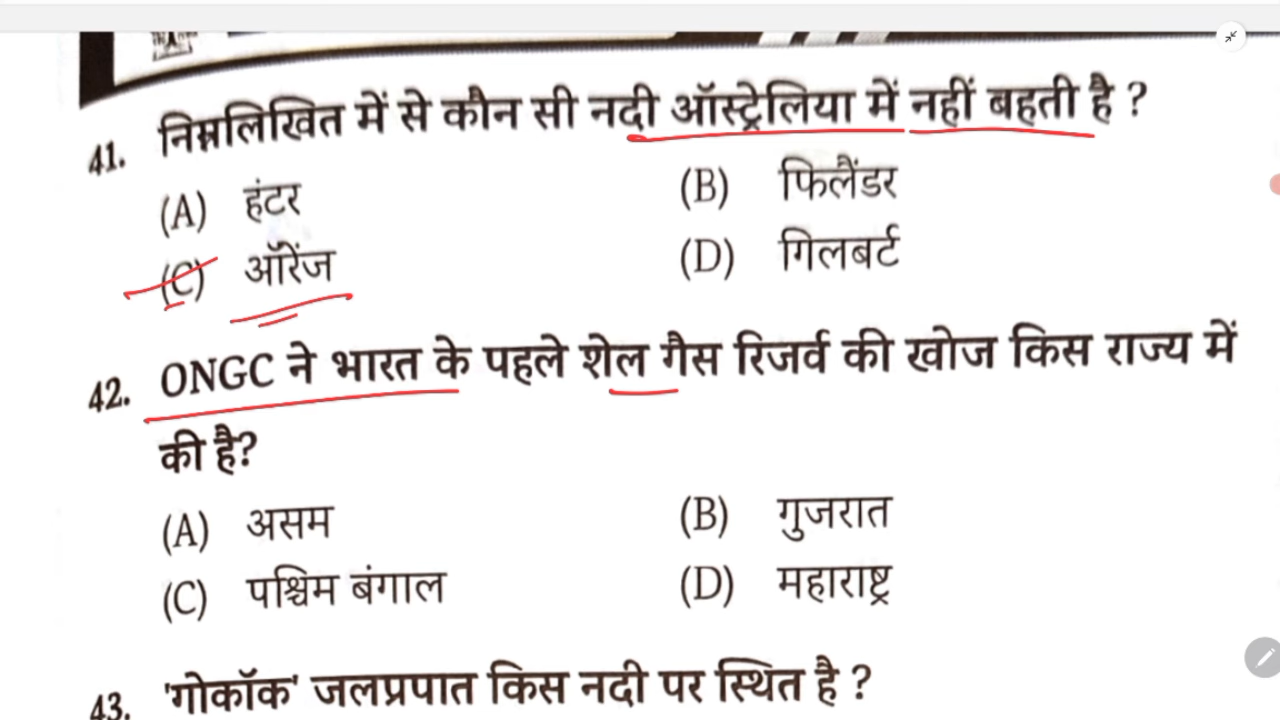 41. निम्नलिखित में से कौन सी नदी ऑस्ट्रेलिया में नहीं बहती है ?
(A) हंटर (B) फिलैंडर
(C) ऑरेंज (D) गिलबर्ट
42. ONGC ने भारत के पहले शेल गैस रिजर्व की खोज किस राज्य में
की है?
(A) असम (B) गुजरात
(C) पश्चिम बंगाल (D) महाराष्ट्र
43. 'गोकॉक' जलप्रपात किस नदी पर स्थित है ?